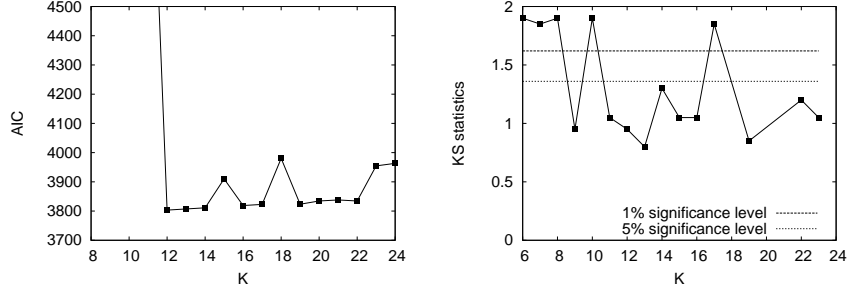 4500
4400
4300
4200
4100
4000
3900
3800
3700
AIC
8 10 12 14 16 18 20 22 24
K
2
1.5
1
0.5
0
KS statistics
1% significance level
5% significance level
6 8 10 12 14 16 18 20 22 24
K